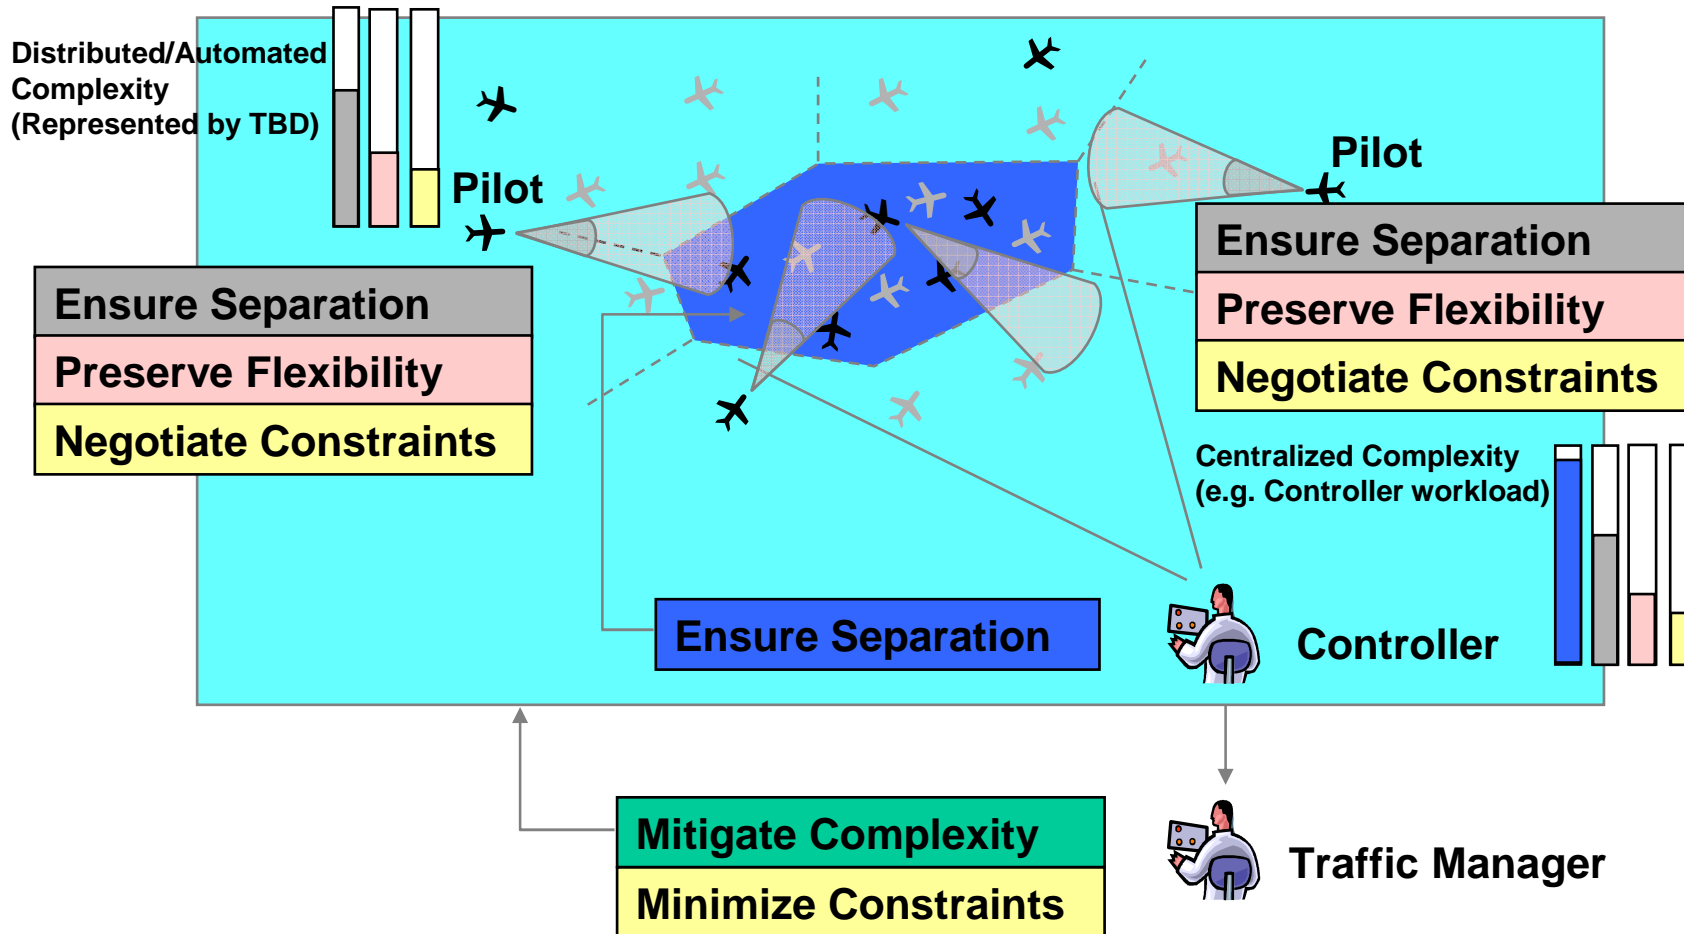 Distributed/Automated
Complexity
(Represented by TBD)
Pilot
Pilot
Ensure Separation
Preserve Flexibility
Negotiate Constraints
Ensure Separation
Preserve Flexibility
Negotiate Constraints
Centralized Complexity
(e.g. Controller workload)
Ensure Separation
Controller
Mitigate Complexity
Minimize Constraints
Traffic Manager